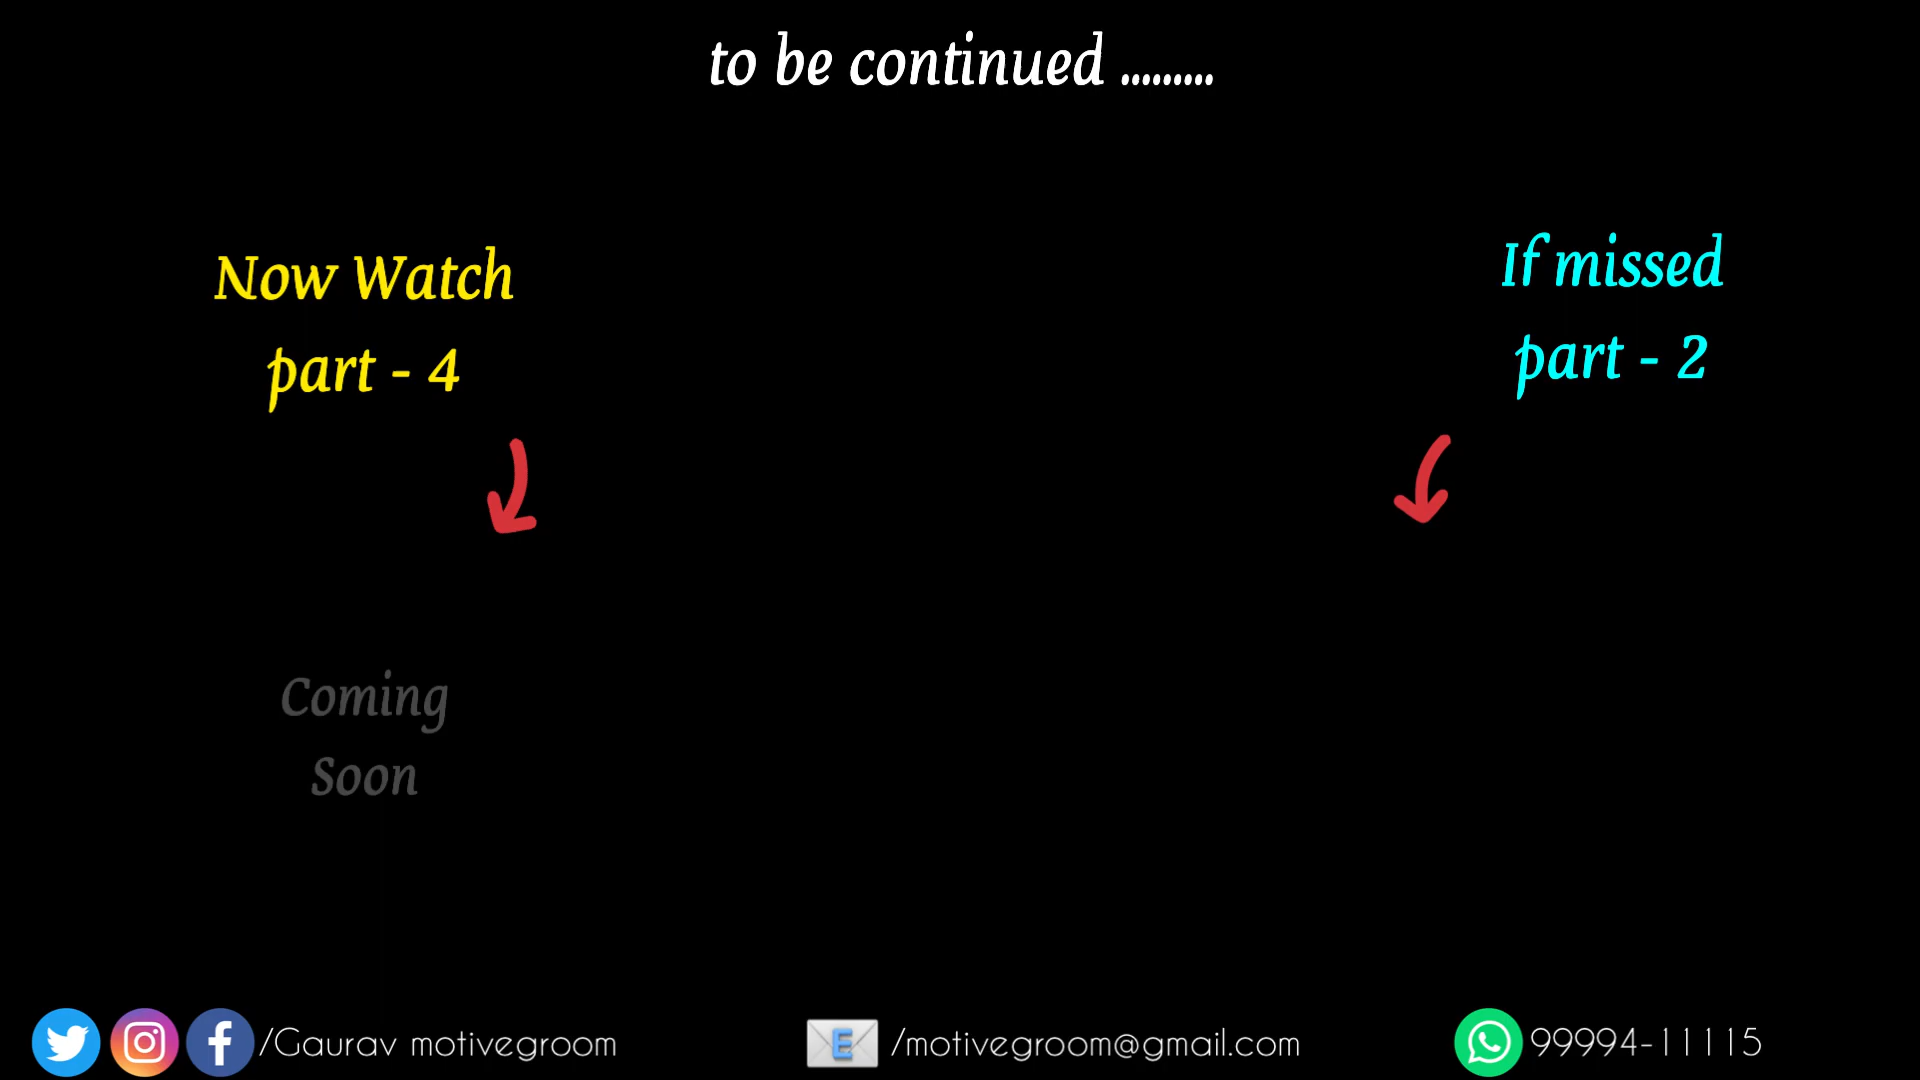 to be continued .........
Now Watch
part - 4
If missed
part - 2
Coming
Soon
/Gaurav motivegroom
/motivegroom@gmail.com
99994-11115